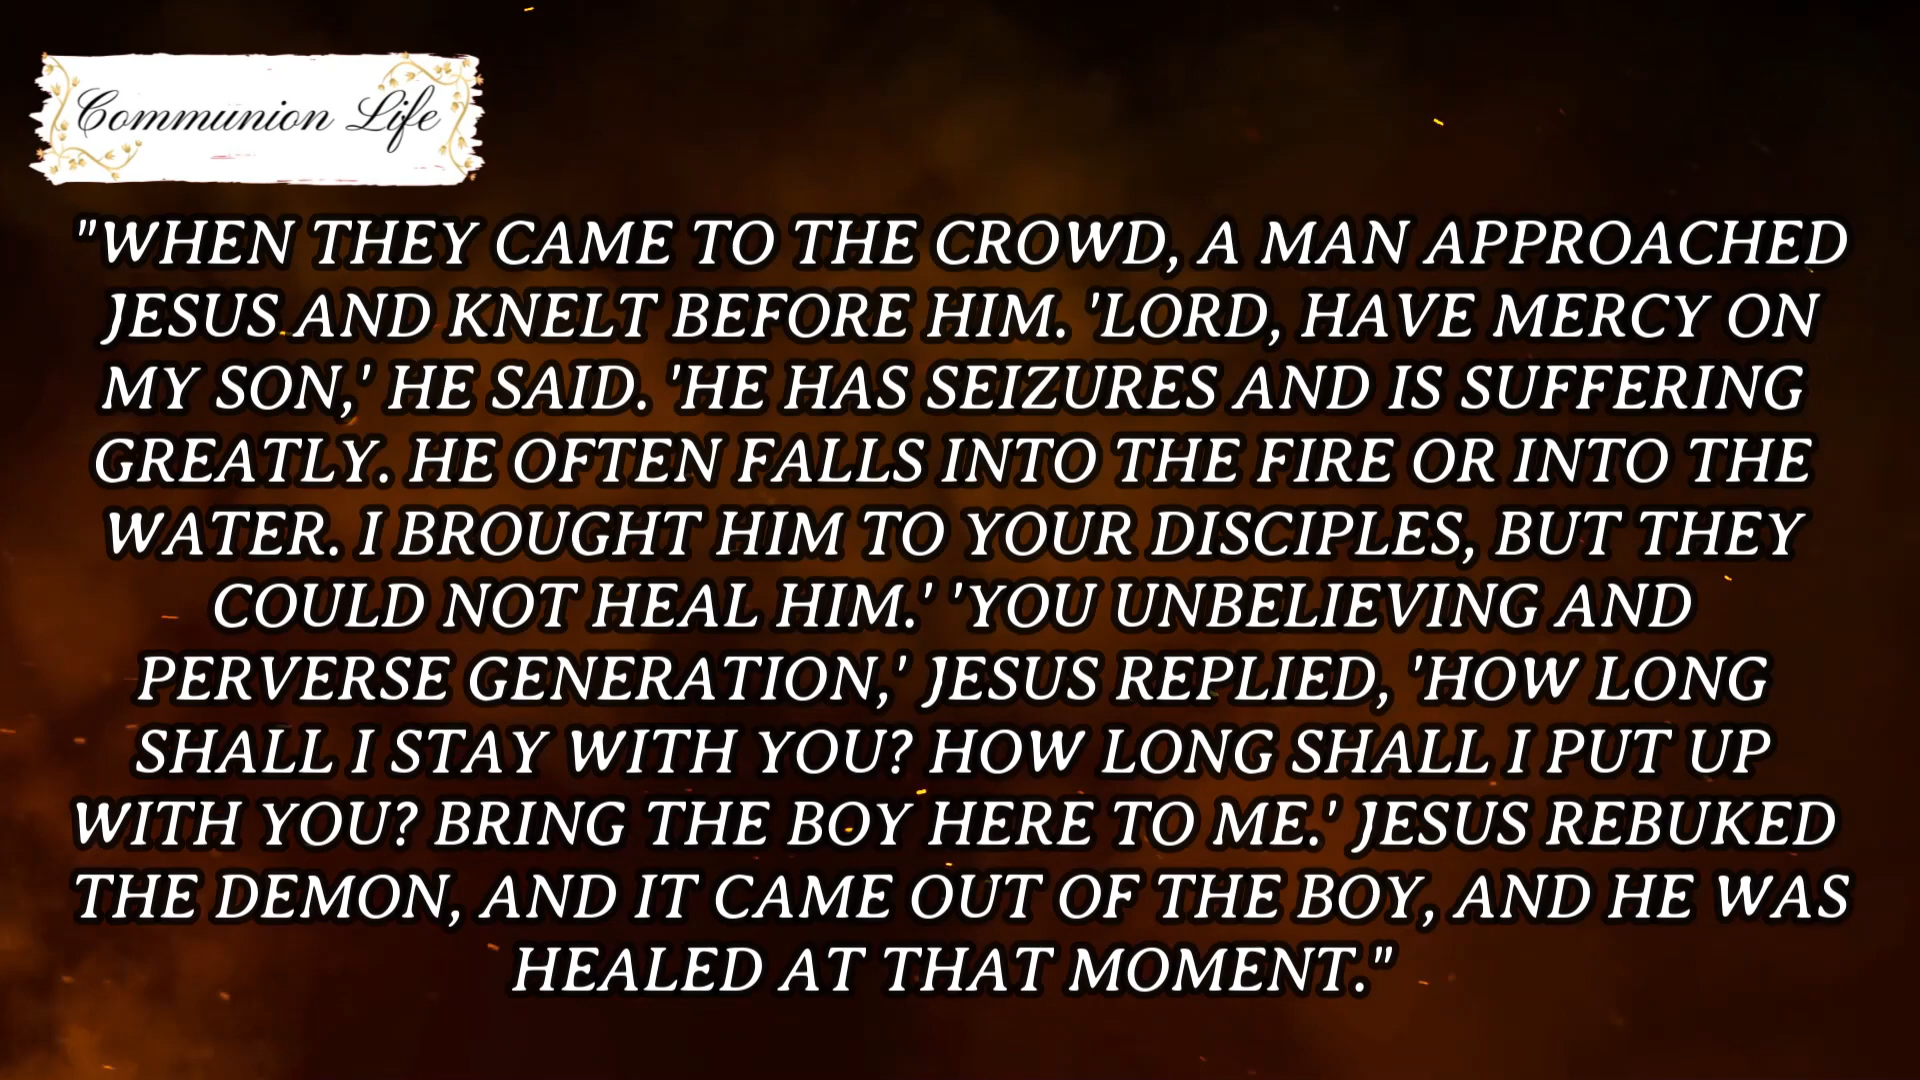 Communion Life
"WHEN THEY CAME TO THE CROWD, A MAN APPROACHED
JESUS AND KNELT BEFORE HIM. 'LORD, HAVE MERCY ON
MY SON,' HE SAID. 'HE HAS SEIZURES AND IS SUFFERING
GREATLY. HE OFTEN FALLS INTO THE FIRE OR INTO THE
WATER. I BROUGHT HIM TO YOUR DISCIPLES, BUT THEY
COULD NOT HEAL HIM.' 'YOU UNBELIEVING AND
PERVERSE GENERATION,' JESUS REPLIED, 'HOW LONG
SHALL I STAY WITH YOU? HOW LONG SHALL I PUT UP
WITH YOU? BRING THE BOY HERE TO ME.' JESUS REBUKED
THE DEMON, AND IT CAME OUT OF THE BOY, AND HE WAS
HEALED AT THAT MOMENT."